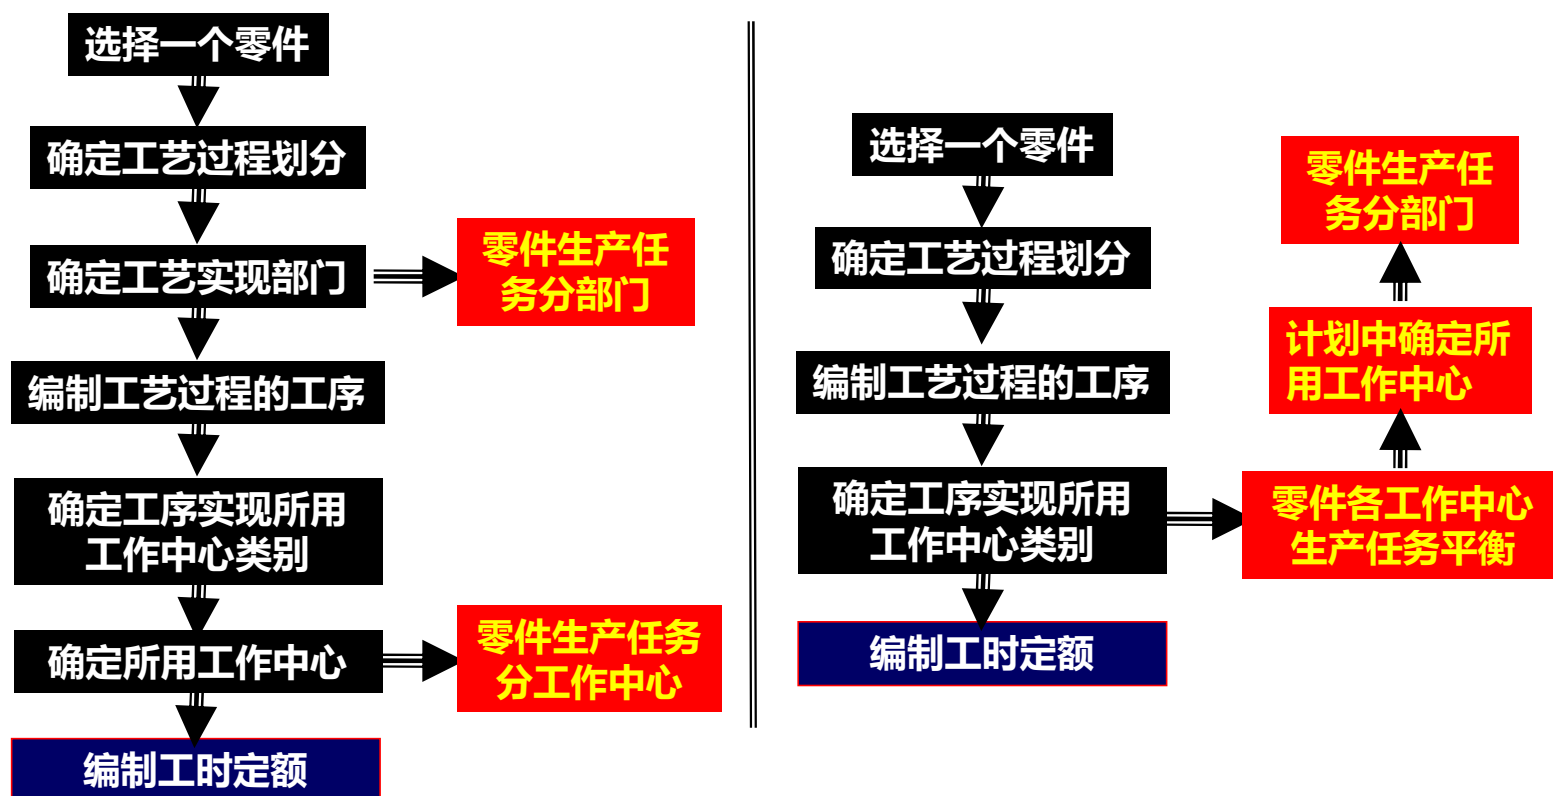 选择一个零件
确定工艺过程划分
确定工艺实现部门
零件生产任
务分部门
编制工艺过程的工序
确定工序实现所用
工作中心类别
确定所用工作中心
零件生产任务
分工作中心
编制工时定额
选择一个零件
确定工艺过程划分
编制工艺过程的工序
确定工序实现所用
工作中心类别
编制工时定额
零件生产任
务分部门
计划中确定所
用工作中心
零件各工作中心
生产任务平衡